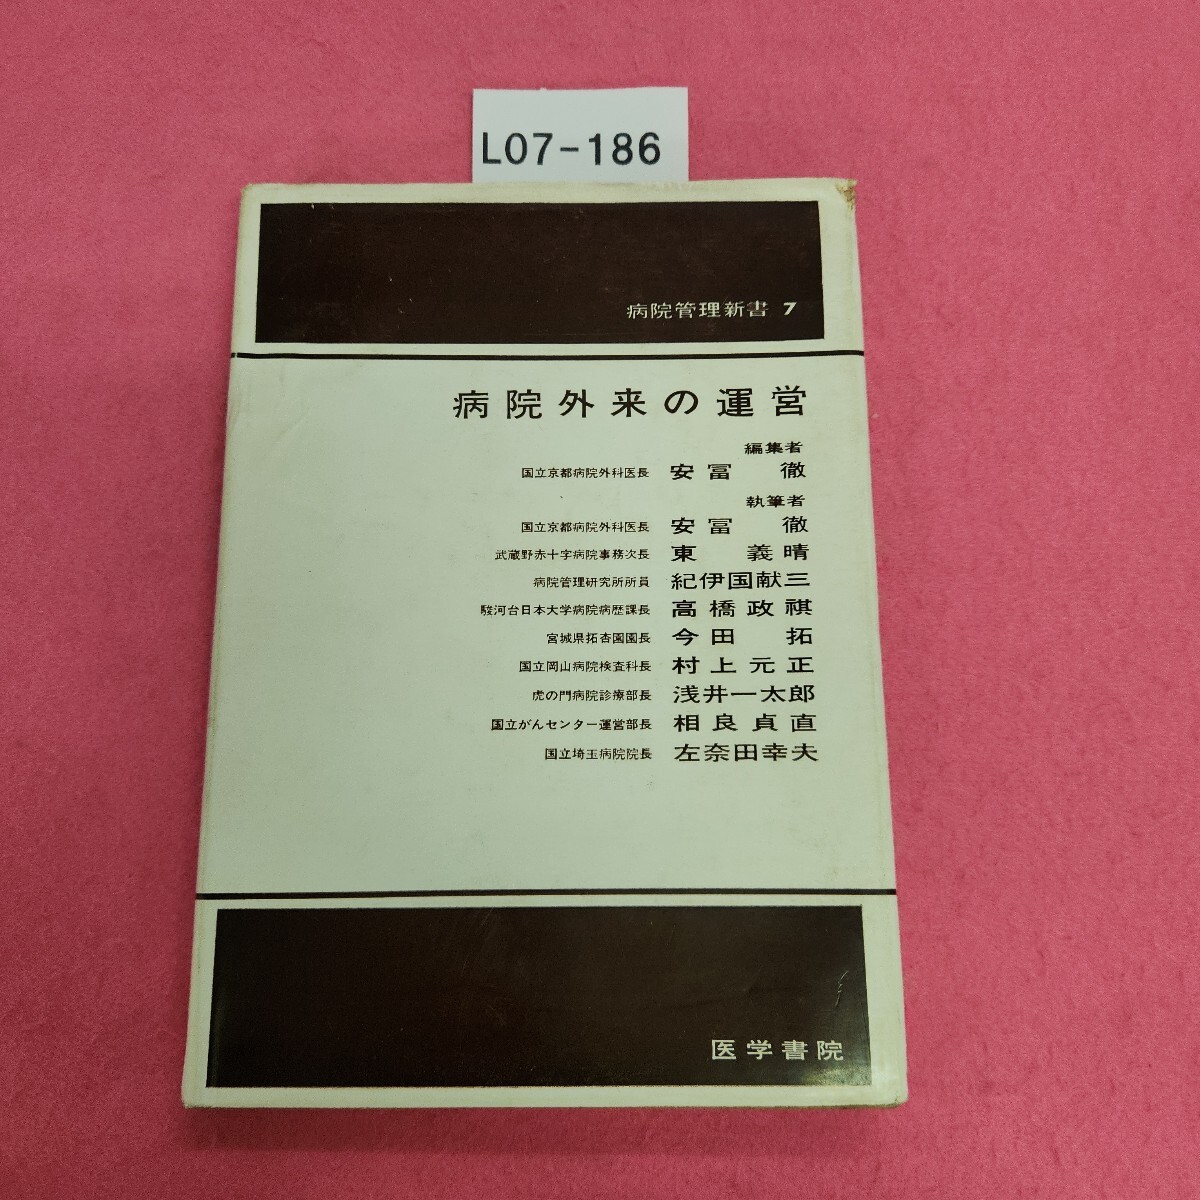 L07-186
病院管理新書 7
病院外来の運営
編集者
国立京都病院外科医長 安冨 徹
執筆者
国立京都病院外科医長 安冨 徹
武蔵野赤十字病院事務次長 東 義晴
病院管理研究所所員 紀伊国献三
駿河台日本大学病院病歴課長 高橋政祺
宮城県拓杏園園長 今田 拓
国立岡山病院検査科長 村上元正
虎の門病院診療部長 浅井一太郎
国立がんセンター運営部長 相良貞直
国立埼玉病院院長 左奈田幸夫
医学書院